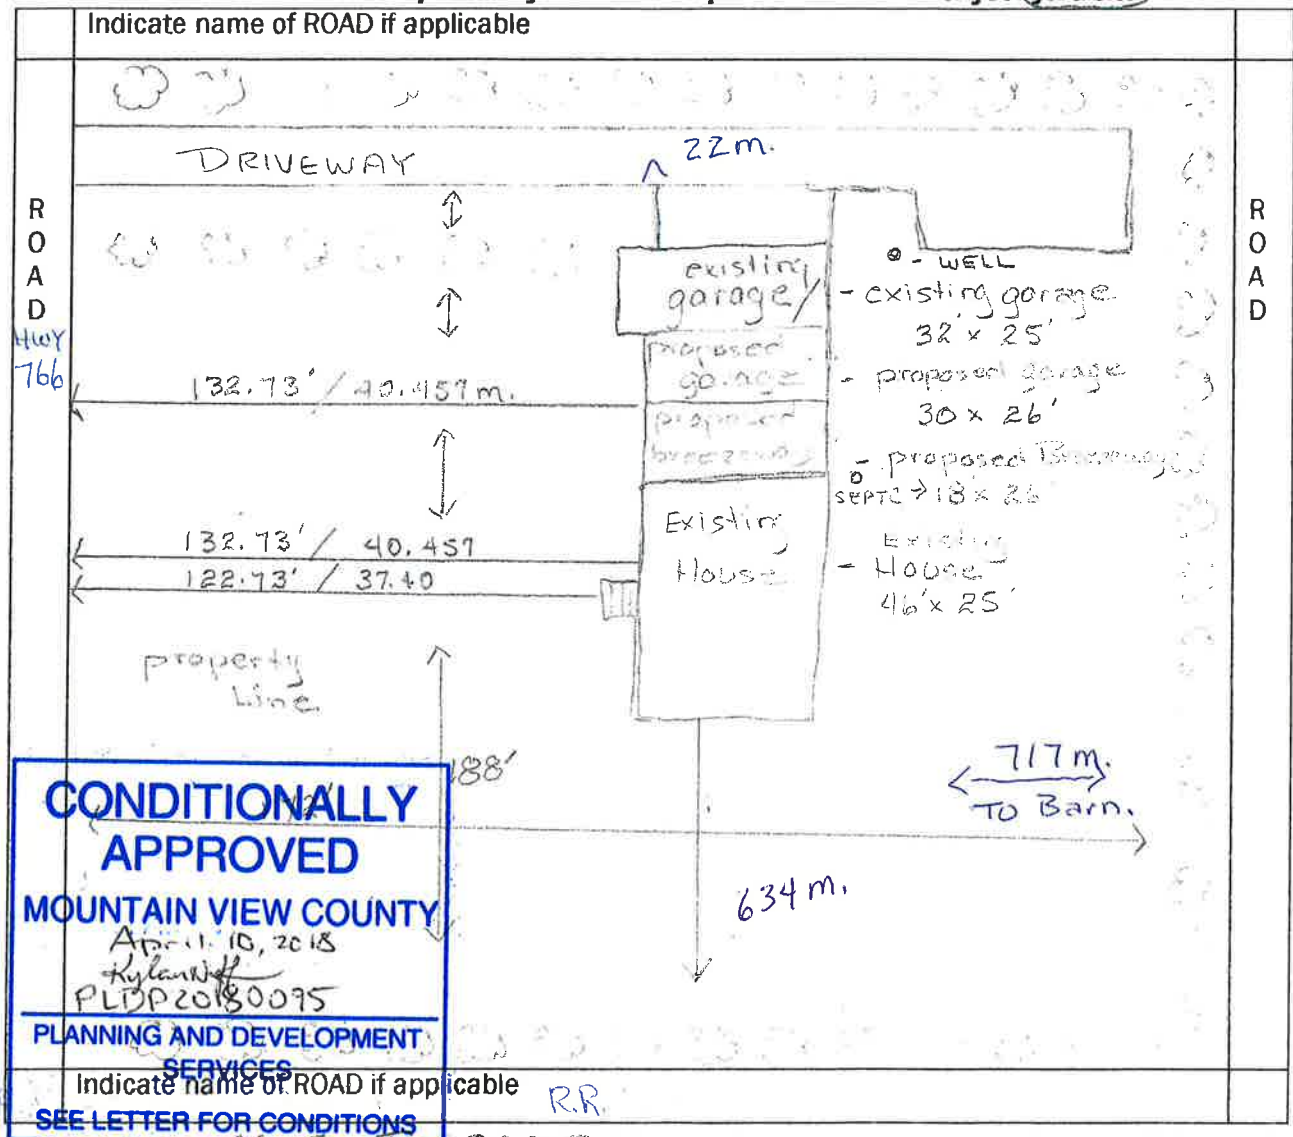 Indicate name of ROAD if applicable
DRIVEWAY
22m.
ROAD
HWY
766
ROAD
existing
garage
- WELL
- existing garage
32' x 25'
proposed
garage
- proposed garage
30 x 26'
132.73' / 40.457m.
proposed
breezeway
- proposed Breezeway
SEPTC → 18 x 26
Existing
House
132.73' / 40.457
122.73' / 37.40
Existing
- House
46' x 25'
property
Line
188'
717m.
TO Barn.
634 m.
CONDITIONALLY
APPROVED
MOUNTAIN VIEW COUNTY
April 10, 2018
PLDP20180095
PLANNING AND DEVELOPMENT
SERVICES
SEE LETTER FOR CONDITIONS
Indicate name of ROAD if applicable
R.R.